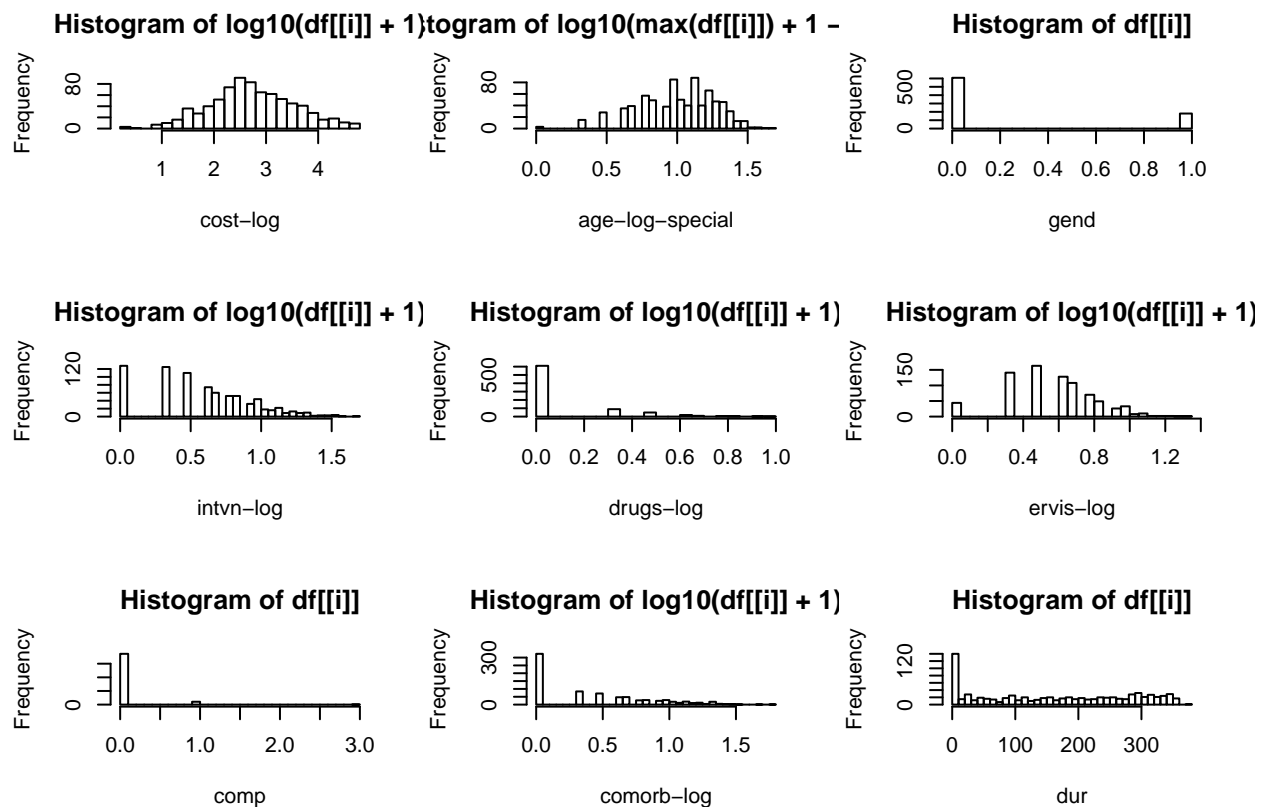 Histogram of log10(df[[i]] + 1)
togram of log10(max(df[[i]]) + 1 −
Histogram of df[[i]]
Frequency
0 80
1 2 3 4
cost−log
Frequency
0 80
0.0 0.5 1.0 1.5
age−log−special
Frequency
0 500
0.0 0.2 0.4 0.6 0.8 1.0
gend
Histogram of log10(df[[i]] + 1)
Histogram of log10(df[[i]] + 1)
Histogram of log10(df[[i]] + 1)
Frequency
0 120
0.0 0.5 1.0 1.5
intvn−log
Frequency
0 500
0.0 0.2 0.4 0.6 0.8 1.0
drugs−log
Frequency
0 150
0.0 0.4 0.8 1.2
ervis−log
Histogram of df[[i]]
Histogram of log10(df[[i]] + 1)
Histogram of df[[i]]
Frequency
0
0.0 1.0 2.0 3.0
comp
Frequency
0 300
0.0 0.5 1.0 1.5
comorb−log
Frequency
0 120
0 100 200 300
dur